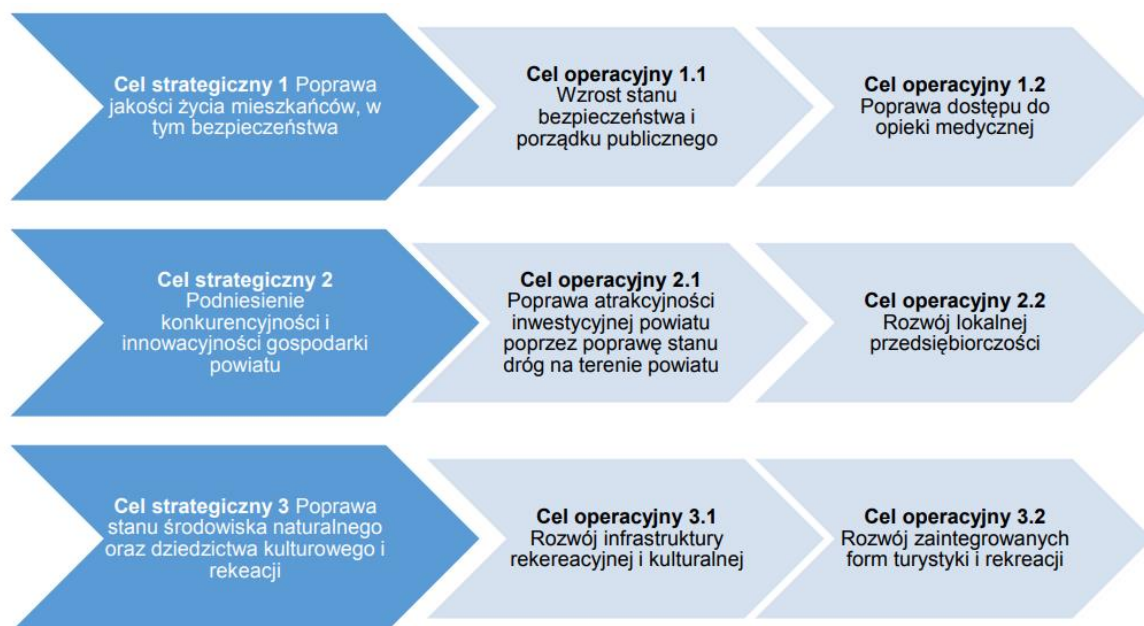 Cel strategiczny 1 Poprawa
jakości życia mieszkańców, w
tym bezpieczeństwa
Cel operacyjny 1.1
Wzrost stanu
bezpieczeństwa i
porządku publicznego
Cel operacyjny 1.2
Poprawa dostępu do
opieki medycznej
Cel strategiczny 2
Podniesienie
konkurencyjności i
innowacyjności gospodarki
powiatu
Cel operacyjny 2.1
Poprawa atrakcyjności
inwestycyjnej powiatu
poprzez poprawę stanu
dróg na terenie powiatu
Cel operacyjny 2.2
Rozwój lokalnej
przedsiębiorczości
Cel strategiczny 3 Poprawa
stanu środowiska naturalnego
oraz dziedzictwa kulturowego i
rekeacji
Cel operacyjny 3.1
Rozwój infrastruktury
rekereacyjnej i kulturalnej
Cel operacyjny 3.2
Rozwój zaintegrowanych
form turystyki i rekreacji